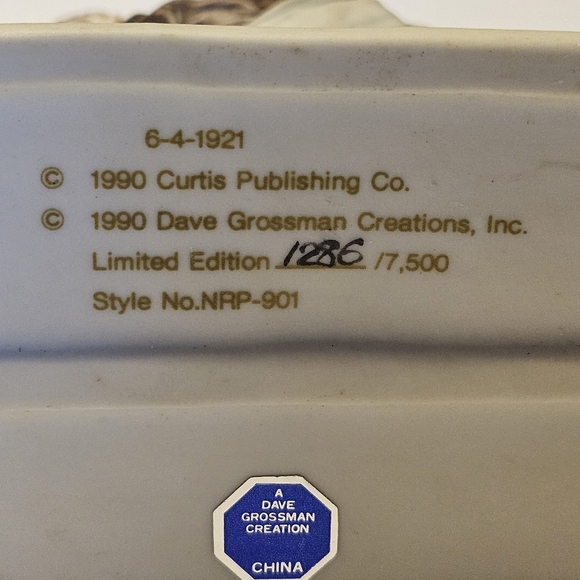 6-4-1921
© 1990 Curtis Publishing Co.
© 1990 Dave Grossman Creations, Inc.
Limited Edition 1286 /7,500
Style No.NRP-901
A
DAVE
GROSSMAN
CREATION
CHINA